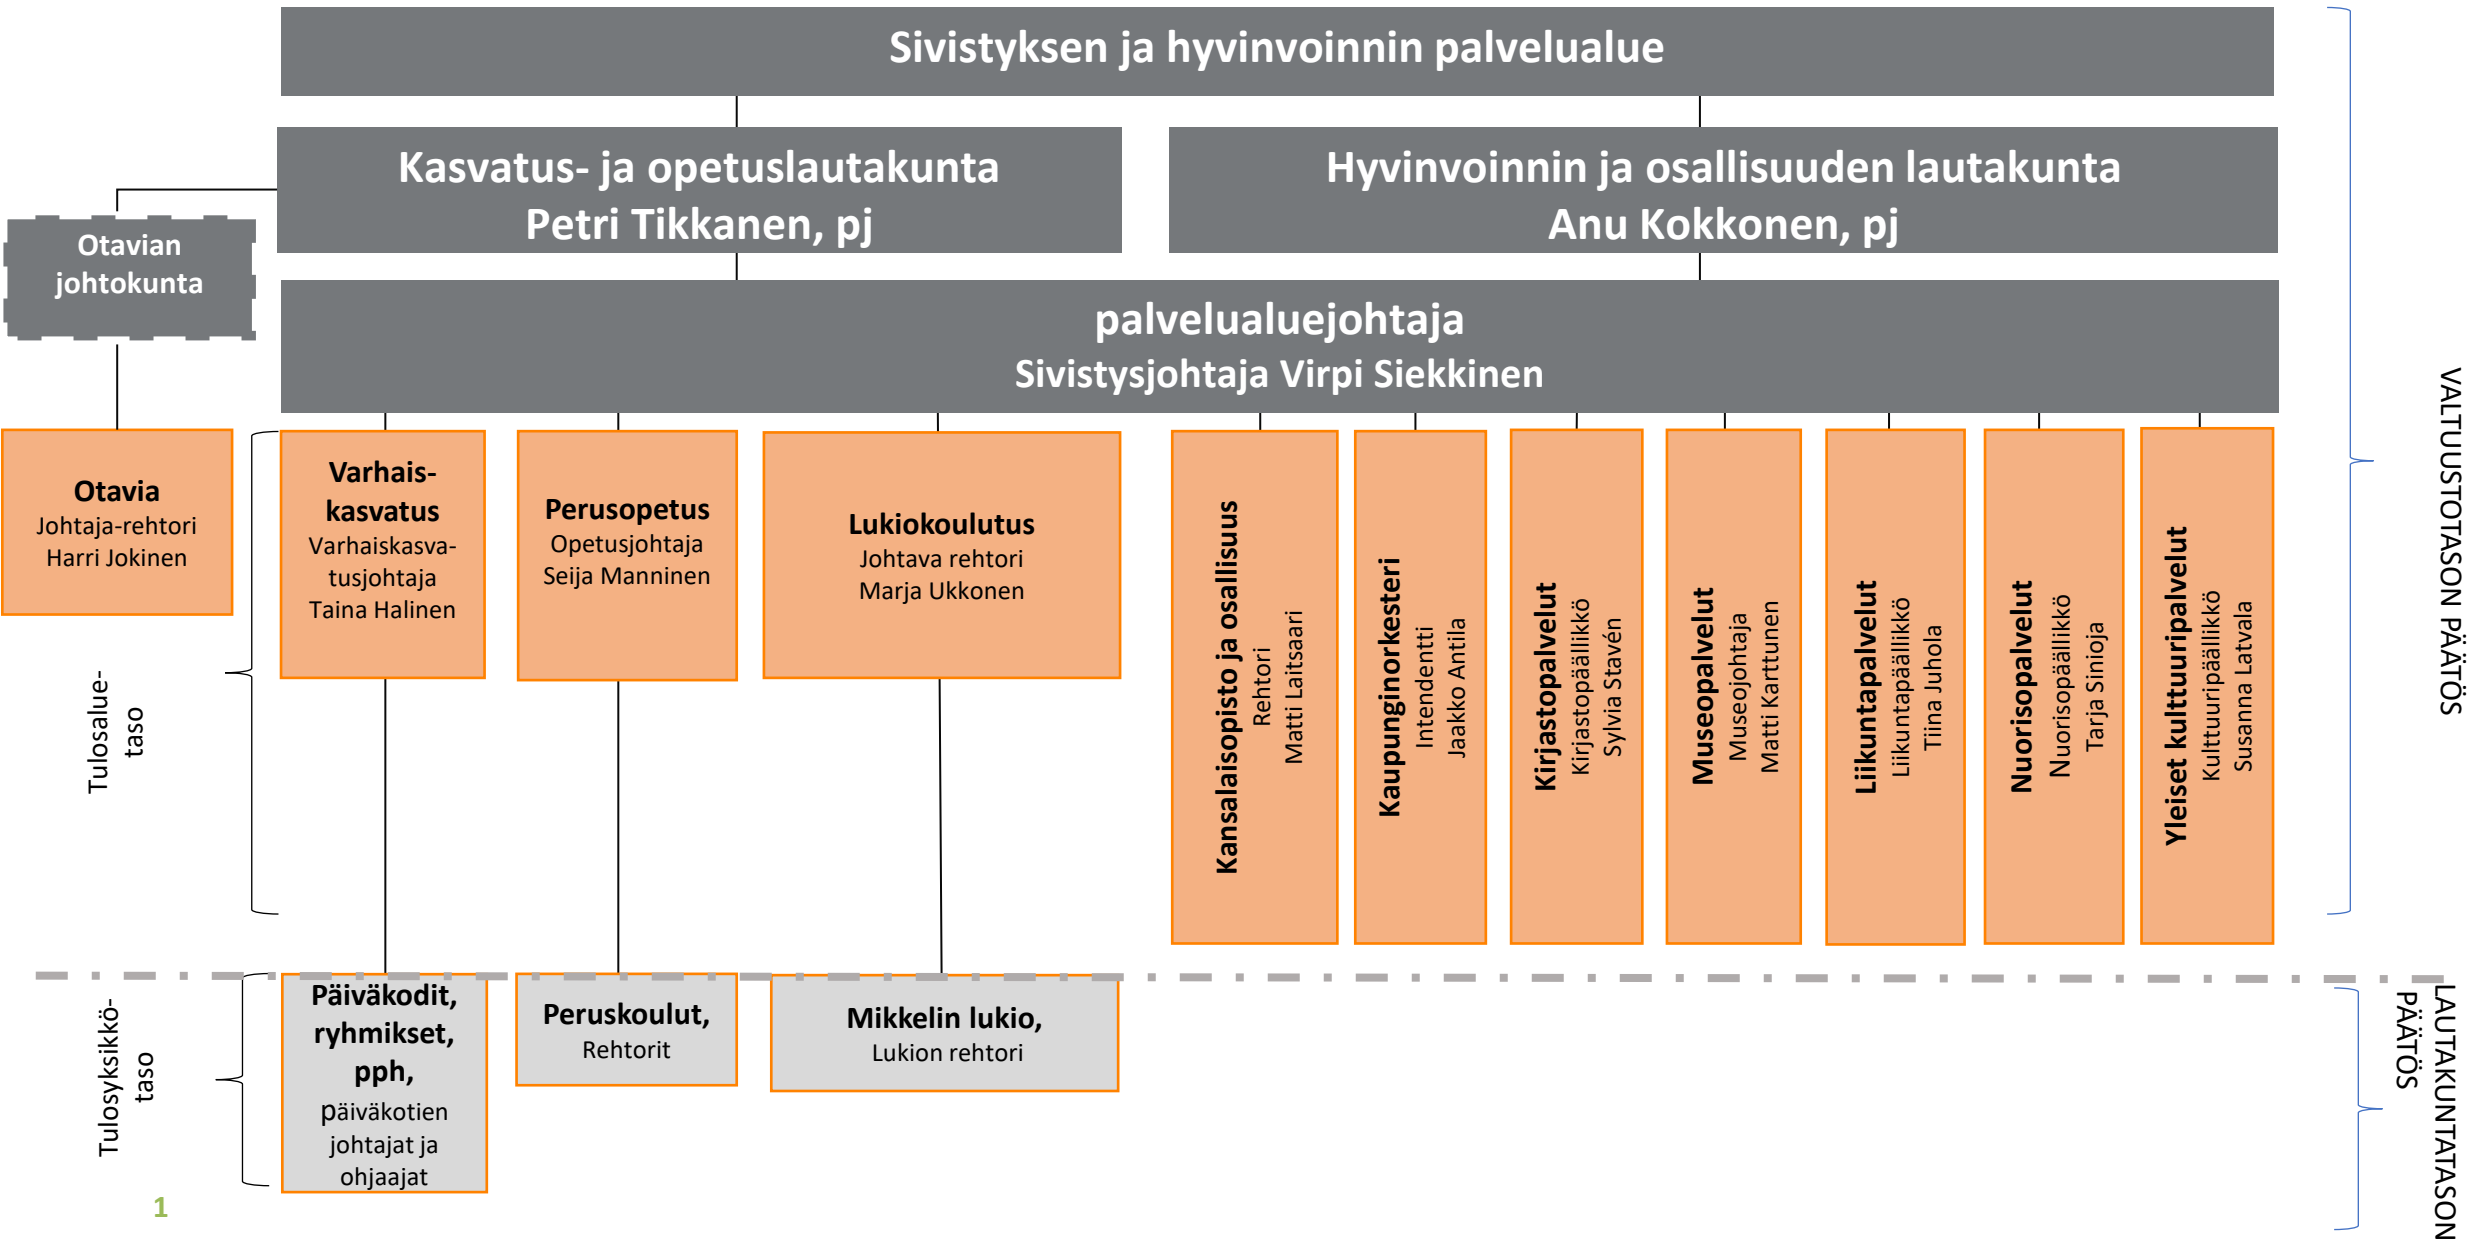 Sivistyksen ja hyvinvoinnin palvelualue
Kasvatus- ja opetuslautakunta
Petri Tikkanen, pj
Hyvinvoinnin ja osallisuuden lautakunta
Anu Kokkonen, pj
Otavian
johtokunta
palvelualuejohtaja
Sivistysjohtaja Virpi Siekkinen
Otavia
Johtaja-rehtori
Harri Jokinen
Varhais-
kasvatus
Varhaiskasva-
tusjohtaja
Taina Halinen
Perusopetus
Opetusjohtaja
Seija Manninen
Lukiokoulutus
Johtava rehtori
Marja Ukkonen
Kansalaisopisto ja osallisuus
Rehtori
Matti Laitsaari
Kaupunginorkesteri
Intendentti
Jaakko Antila
Kirjastopalvelut
Kirjastopäällikkö
Sylvia Stavén
Museopalvelut
Museojohtaja
Matti Karttunen
Liikuntapalvelut
Liikuntapäällikkö
Tiina Juhola
Nuorisopalvelut
Nuorisopäällikkö
Tarja Sinioja
Yleiset kulttuuripalvelut
Kulttuuripäällikkö
Susanna Latvala
VALTUUSTOTASON PÄÄTÖS
Tulosalue-
taso
Tulosyksikkö-
taso
Päiväkodit,
ryhmikset,
pph,
päiväkotien
johtajat ja
ohjaajat
Peruskoulut,
Rehtorit
Mikkelin lukio,
Lukion rehtori
LAUTAKUNTATASON
PÄÄTÖS
1